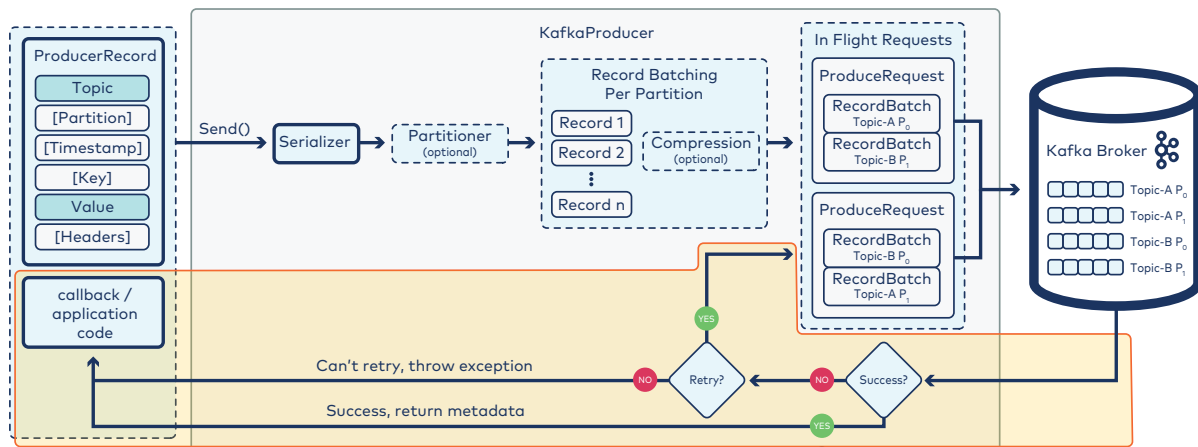 KafkaProducer
ProducerRecord
Topic
[Partition]
[Timestamp]
[Key]
Value
[Headers]
Send()
Serializer
Partitioner
(optional)
Record Batching
Per Partition
Record 1
Record 2
Record n
Compression
(optional)
In Flight Requests
ProduceRequest
RecordBatch
Topic-A P₀
RecordBatch
Topic-B P₁
ProduceRequest
RecordBatch
Topic-B P₀
RecordBatch
Topic-A P₁
Kafka Broker
Topic-A P₀
Topic-A P₁
Topic-B P₀
Topic-B P₁
callback /
application
code
YES
Can't retry, throw exception
NO
Retry?
NO
Success?
Success, return metadata
YES